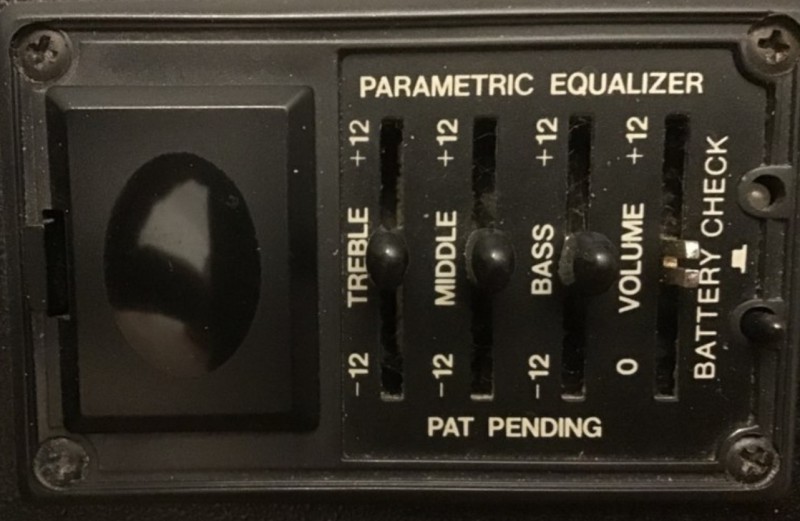 PARAMETRIC EQUALIZER
+12 +12 +12 +12
TREBLE MIDDLE BASS VOLUME
-12 -12 -12 0
BATTERY CHECK
PAT PENDING